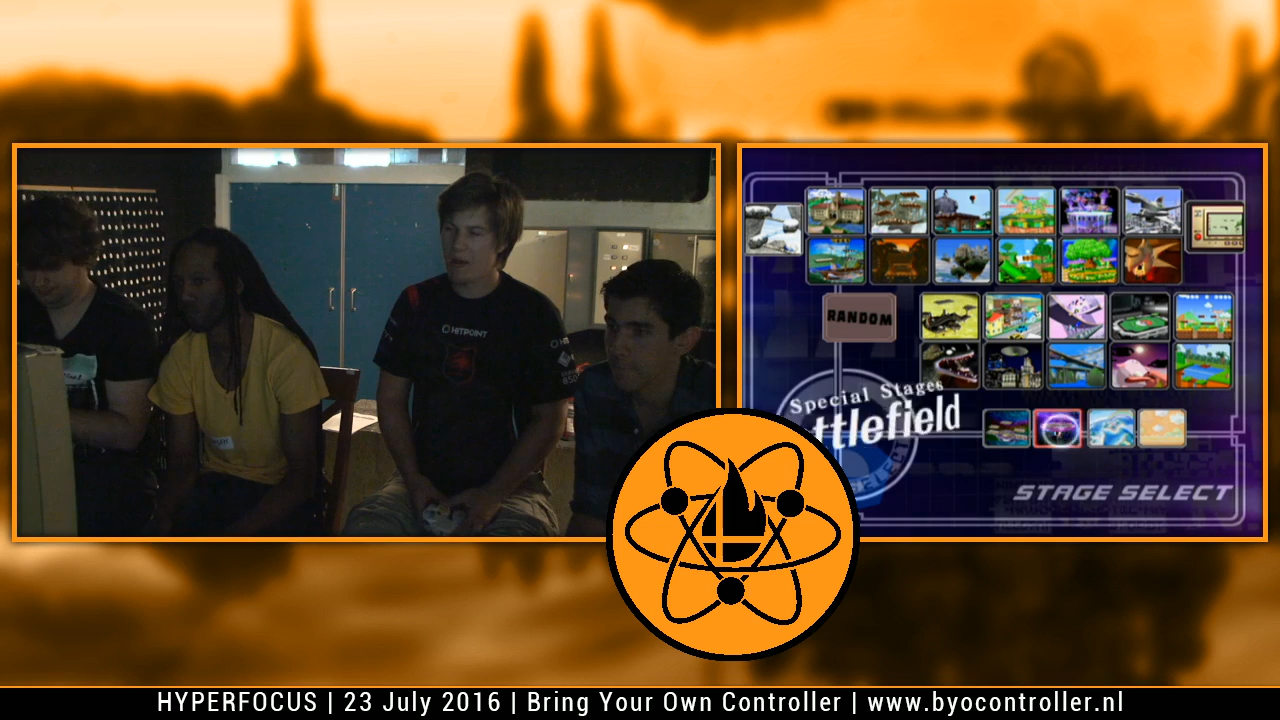 HITPOINT
RANDOM
Special Stages
ttlefield
STAGE SELECT
HYPERFOCUS | 23 July 2016 | Bring Your Own Controller | www.byocontroller.nl